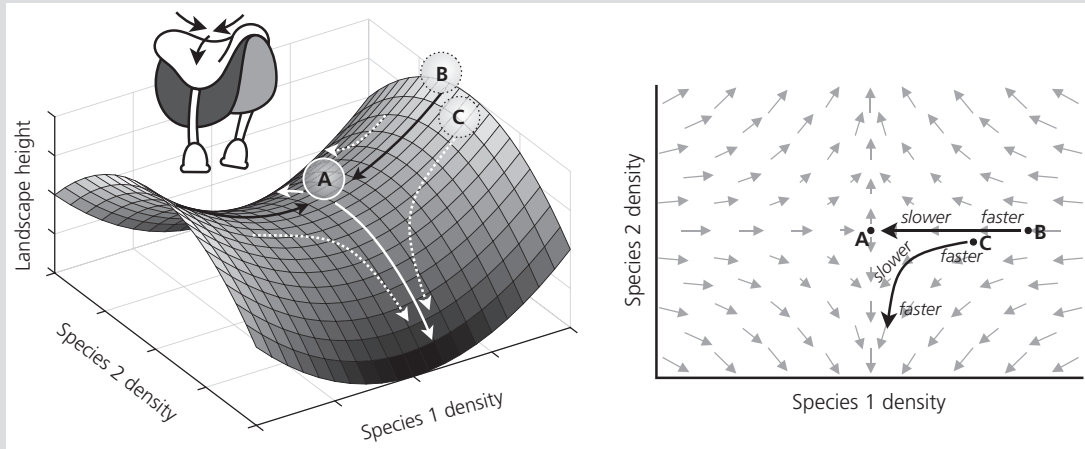 B
C
A
Landscape height
Species 2 density
Species 1 density
Species 2 density
slower
faster
A
B
C
slower
faster
faster
Species 1 density